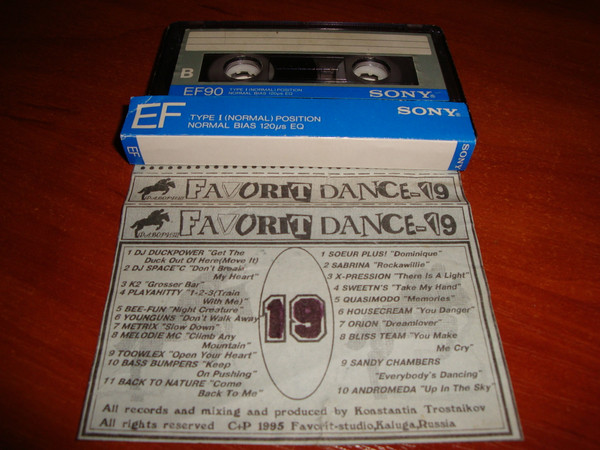 B
EF90 TYPE I (NORMAL) POSITION
NORMAL BIAS 120µs EQ
SONY
EF
TYPE I (NORMAL) POSITION
NORMAL BIAS 120µs EQ
SONY
EF
SONY
FAVORIT DANCE-19
FAVORIT DANCE-19
1 DJ DUCKPOWER "Get The
Duck Out Of Here(Move It)
2 DJ SPACE"C "Don't Break
My Heart
3 K2 "Grosser Bar"
4 PLAYAHITTY "1-2-3(Train
With Me)"
5 BEE-FUN "Night Creature"
6 YOUNGUNS "Don't Walk Away
7 METRIX "Slow Down"
8 MELODIE MC "Climb Any
Mountain"
9 TOOWLEX "Open Your Heart"
10 BASS BUMPERS "Keep
On Pushing"
11 BACK TO NATURE "Come
Back To Me"
19
1 SOEUR PLUS! "Dominique"
2 SABRINA "Rockawillie"
3 X-PRESSION "There Is A Light"
4 SWEETN'S "Take My Hand"
5 QUASIMODO "Memories"
6 HOUSECREAM "You Danger"
7 ORION "Dreamlover"
8 BLISS TEAM "You Make
Me Cry"
9 SANDY CHAMBERS
"Everybody's Dancing"
10 ANDROMEDA "Up In The Sky"
All records and mixing and produced by Konstantin Trostnikov
All rights reserved C+P 1995 Favorit-studio,Kaluga,Russia